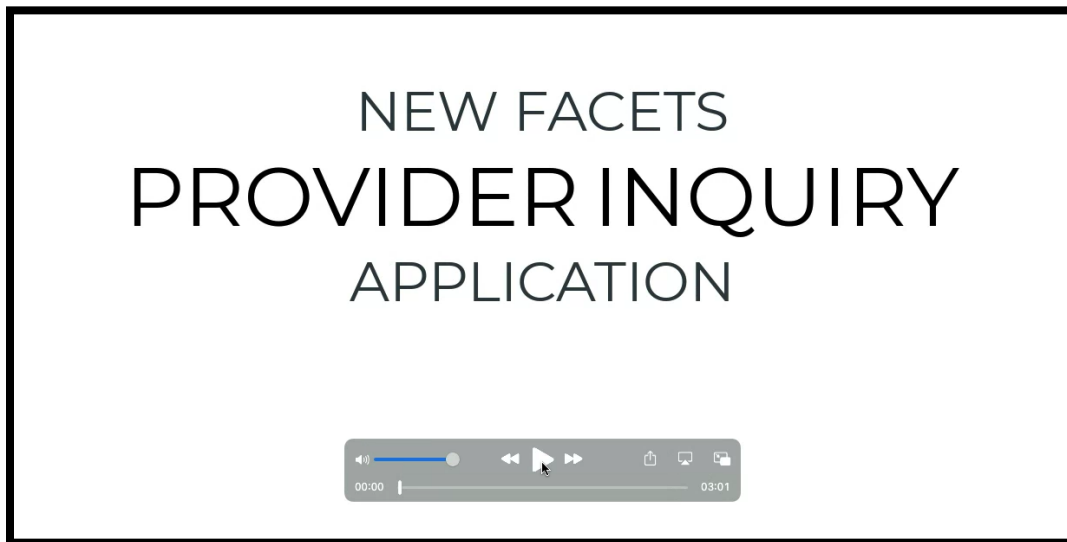 NEW FACETS
PROVIDER INQUIRY
APPLICATION
00:00
03:01